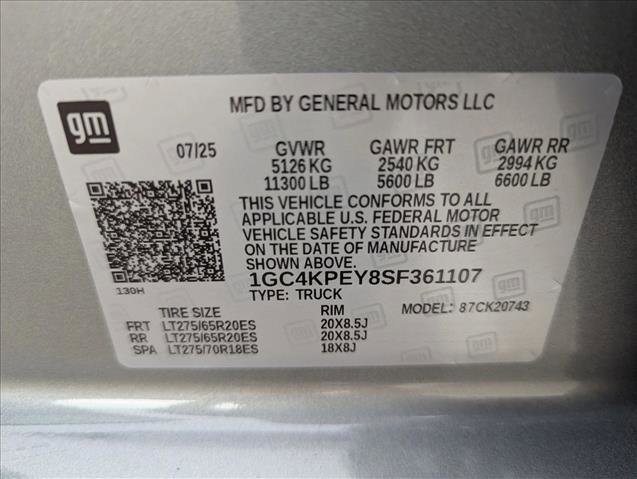 gm
MFD BY GENERAL MOTORS LLC
07/25 GVWR GAWR FRT GAWR RR
5126 KG 2540 KG 2994 KG
11300 LB 5600 LB 6600 LB
THIS VEHICLE CONFORMS TO ALL
APPLICABLE U.S. FEDERAL MOTOR
VEHICLE SAFETY STANDARDS IN EFFECT
ON THE DATE OF MANUFACTURE
SHOWN ABOVE.
1GC4KPEY8SF361107
130H
TYPE: TRUCK MODEL: 87CK20743
TIRE SIZE RIM
FRT LT275/65R20ES 20X8.5J
RR LT275/65R20ES 20X8.5J
SPA LT275/70R18ES 18X8J